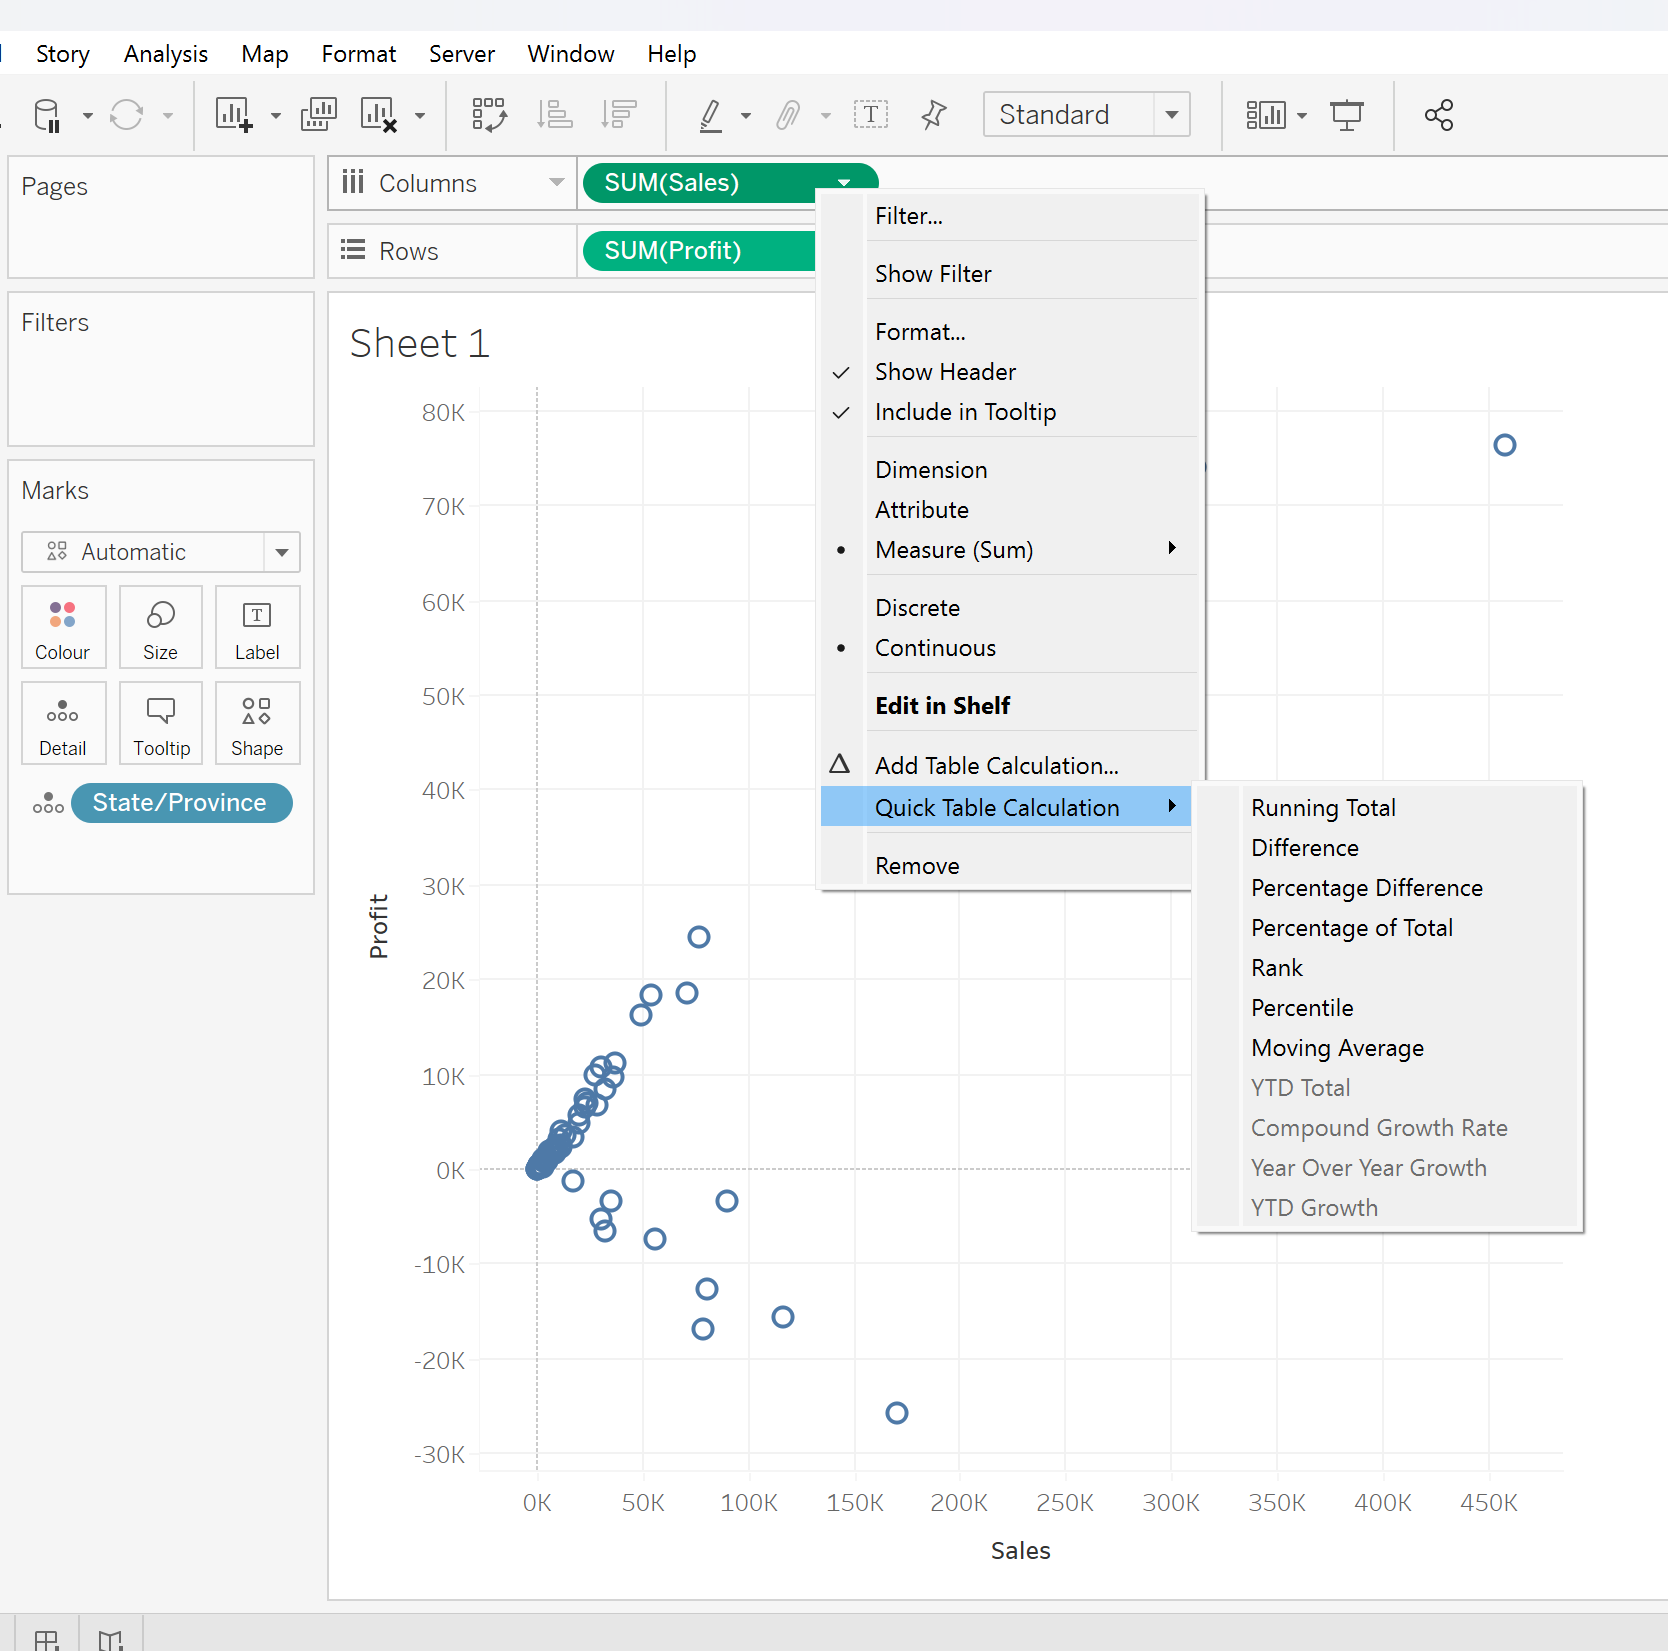 Story Analysis Map Format Server Window Help
Standard
Pages
Columns SUM(Sales)
Rows SUM(Profit)
Filters
Marks
Automatic
Colour Size Label
Detail Tooltip Shape
State/Province
Sheet 1
80K
70K
60K
50K
40K
30K
20K
10K
0K
-10K
-20K
-30K
Profit
0K 50K 100K 150K 200K 250K 300K 350K 400K 450K
Sales
Filter...
Show Filter
Format...
Show Header
Include in Tooltip
Dimension
Attribute
Measure (Sum)
Discrete
Continuous
Edit in Shelf
Add Table Calculation...
Quick Table Calculation
Remove
Running Total
Difference
Percentage Difference
Percentage of Total
Rank
Percentile
Moving Average
YTD Total
Compound Growth Rate
Year Over Year Growth
YTD Growth